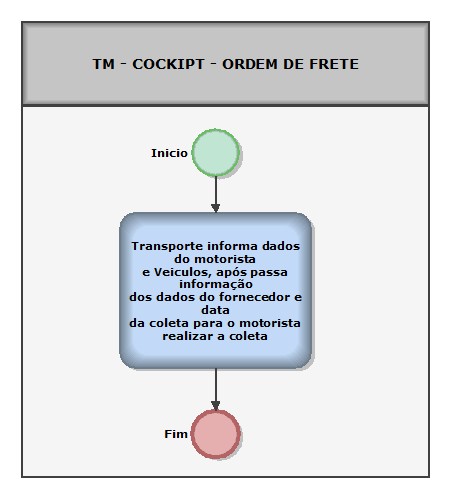 TM - COCKIPT - ORDEM DE FRETE
Inicio
Transporte informa dados
do motorista
e Veiculos, após passa
informação
dos dados do fornecedor e
data
da coleta para o motorista
realizar a coleta
Fim